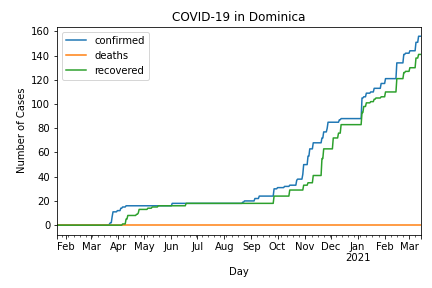 COVID-19 in Dominica
confirmed
deaths
recovered
160
140
120
100
80
60
40
20
0
Number of Cases
Feb Mar Apr May Jun Jul Aug Sep Oct Nov Dec Jan Feb Mar
2021
Day